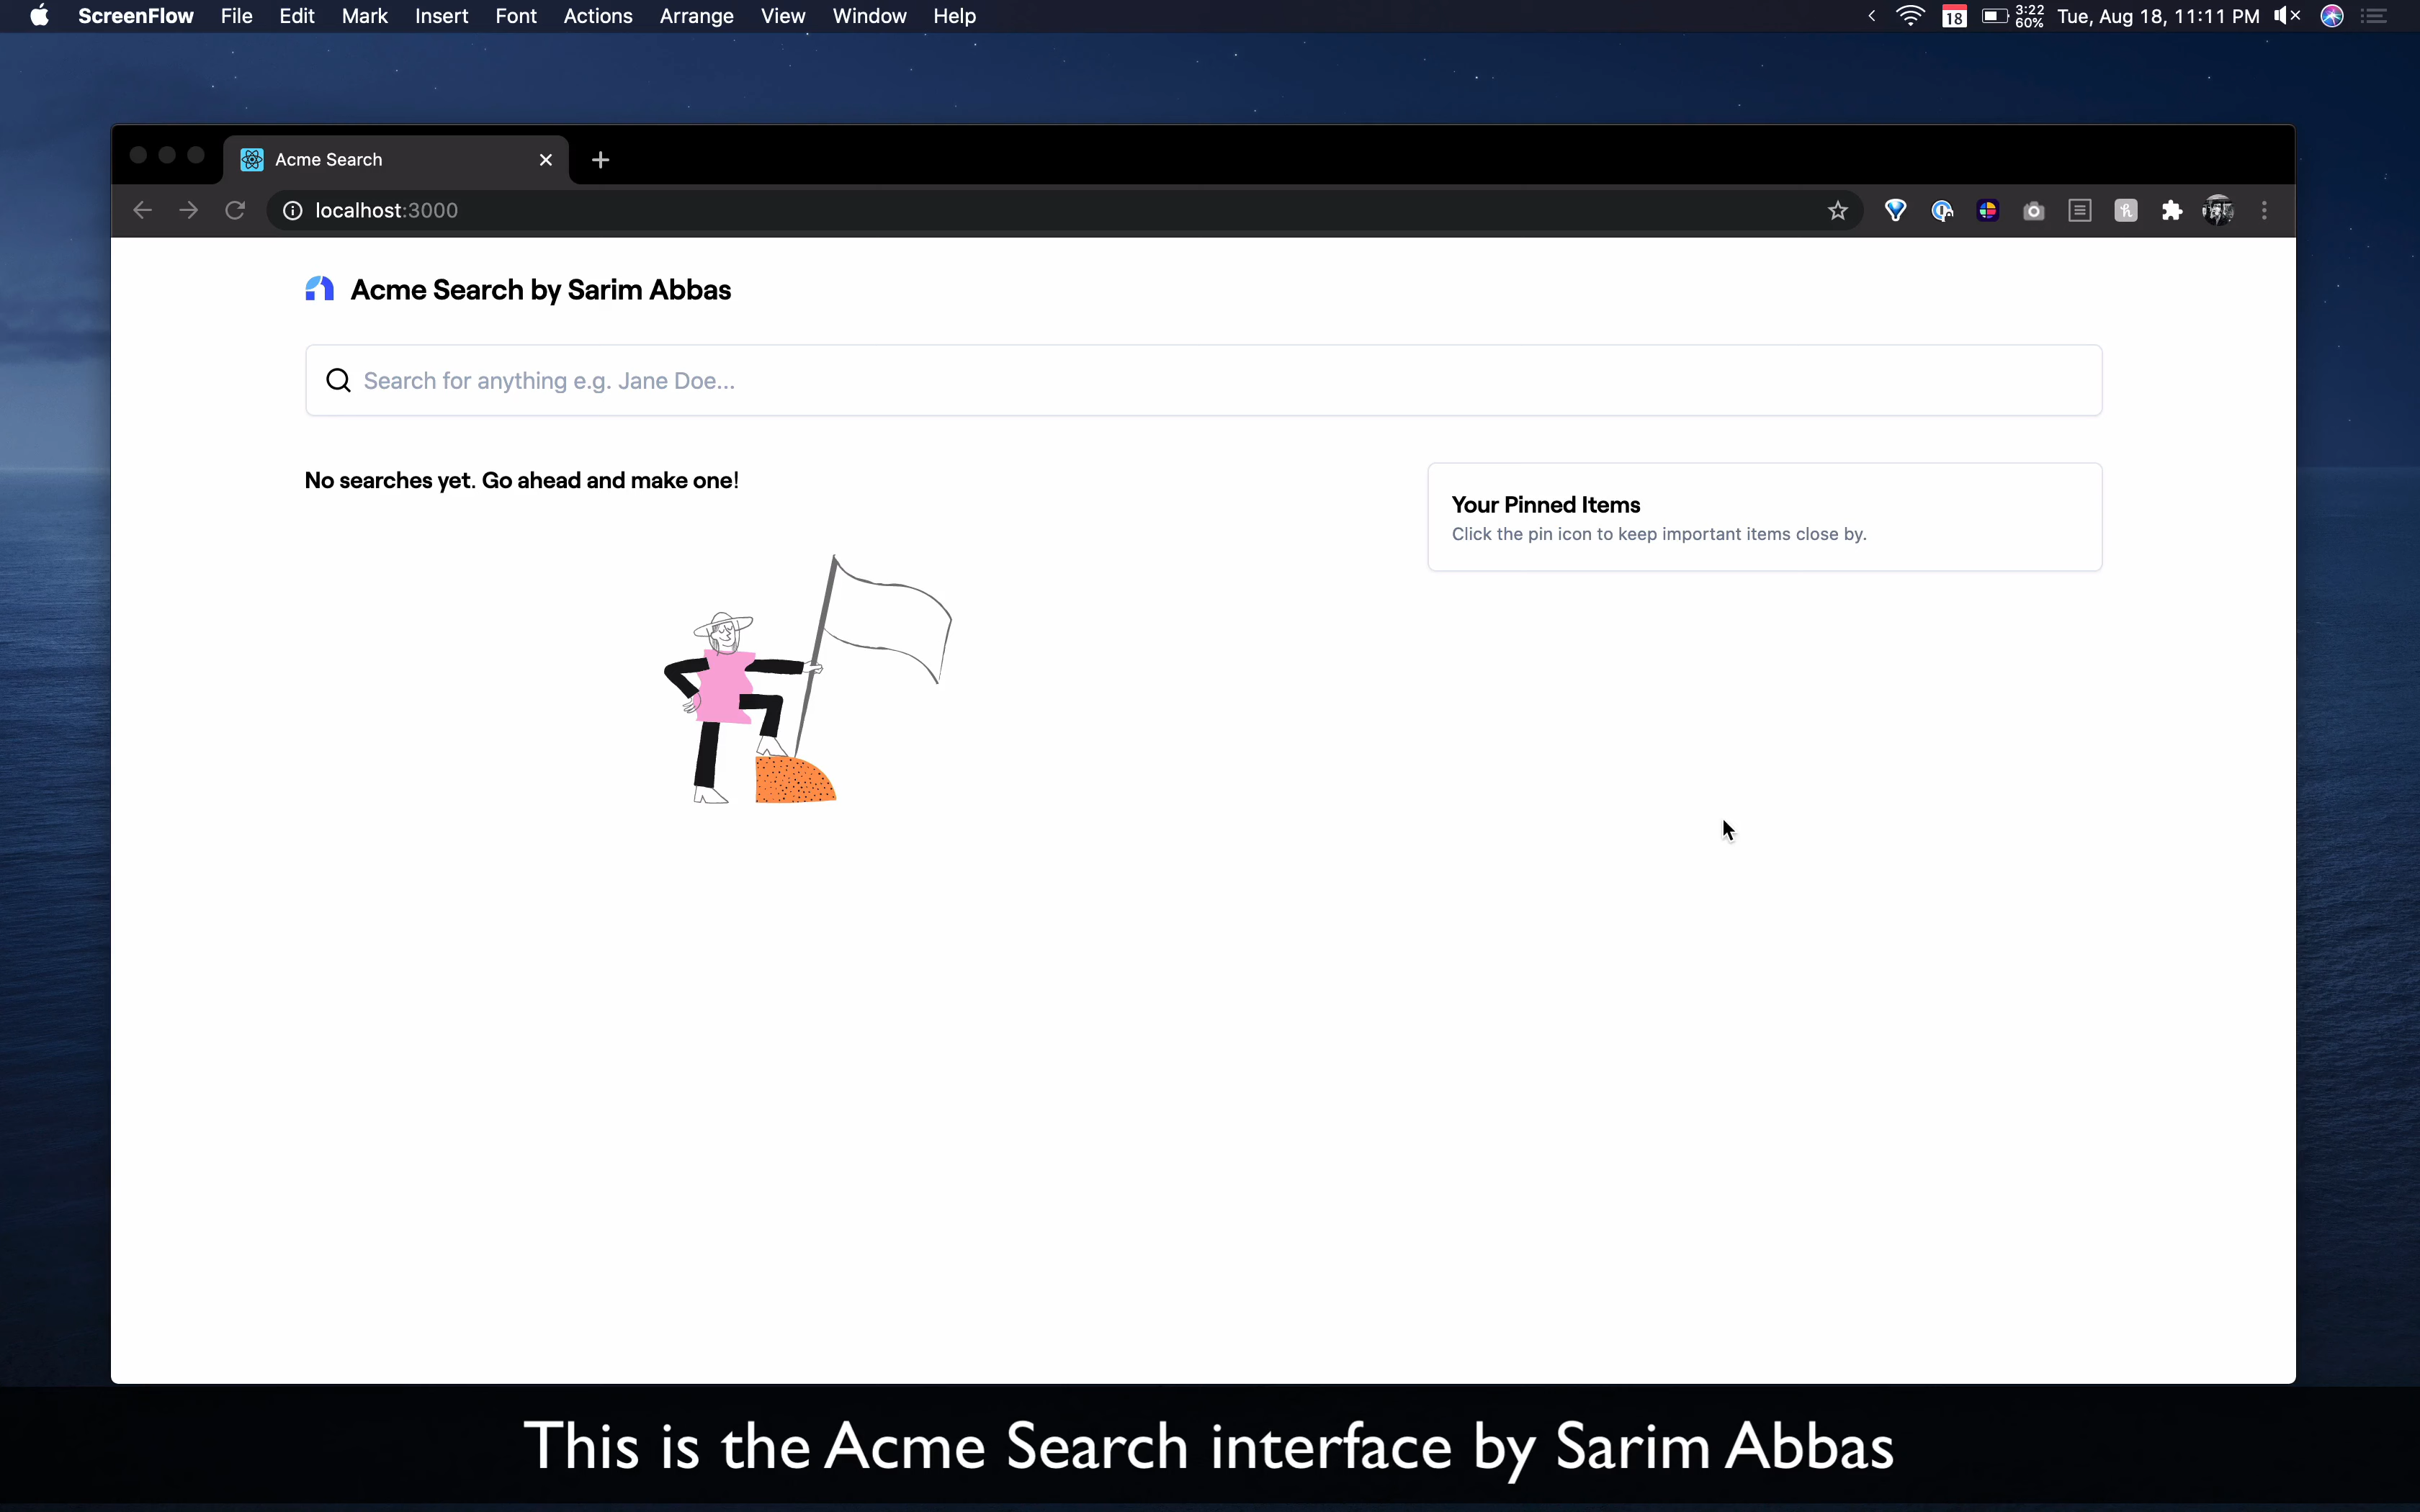 ScreenFlow File Edit Mark Insert Font Actions Arrange View Window Help 18 3:22 60% Tue, Aug 18, 11:11 PM
Acme Search
localhost:3000
Acme Search by Sarim Abbas
Search for anything e.g. Jane Doe...
No searches yet. Go ahead and make one!
Your Pinned Items
Click the pin icon to keep important items close by.
This is the Acme Search interface by Sarim Abbas